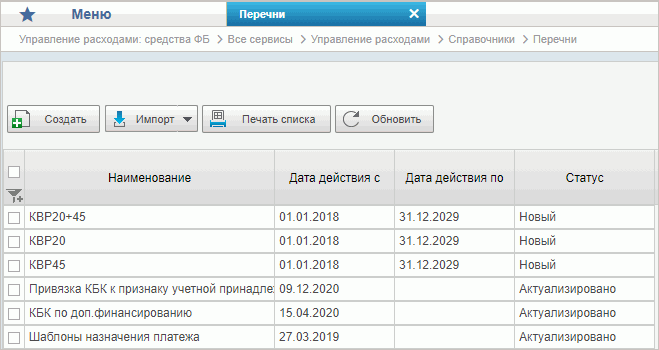 Меню Перечни
Управление расходами: средства ФБ > Все сервисы > Управление расходами > Справочники > Перечни
Создать Импорт Печать списка Обновить
Наименование Дата действия с Дата действия по Статус
КВР20+45 01.01.2018 31.12.2029 Новый
КВР20 01.01.2018 31.12.2029 Новый
КВР45 01.01.2018 31.12.2029 Новый
Привязка КБК к признаку учетной принадле 09.12.2020 Актуализировано
КБК по доп.финансированию 15.04.2020 Актуализировано
Шаблоны назначения платежа 27.03.2019 Актуализировано